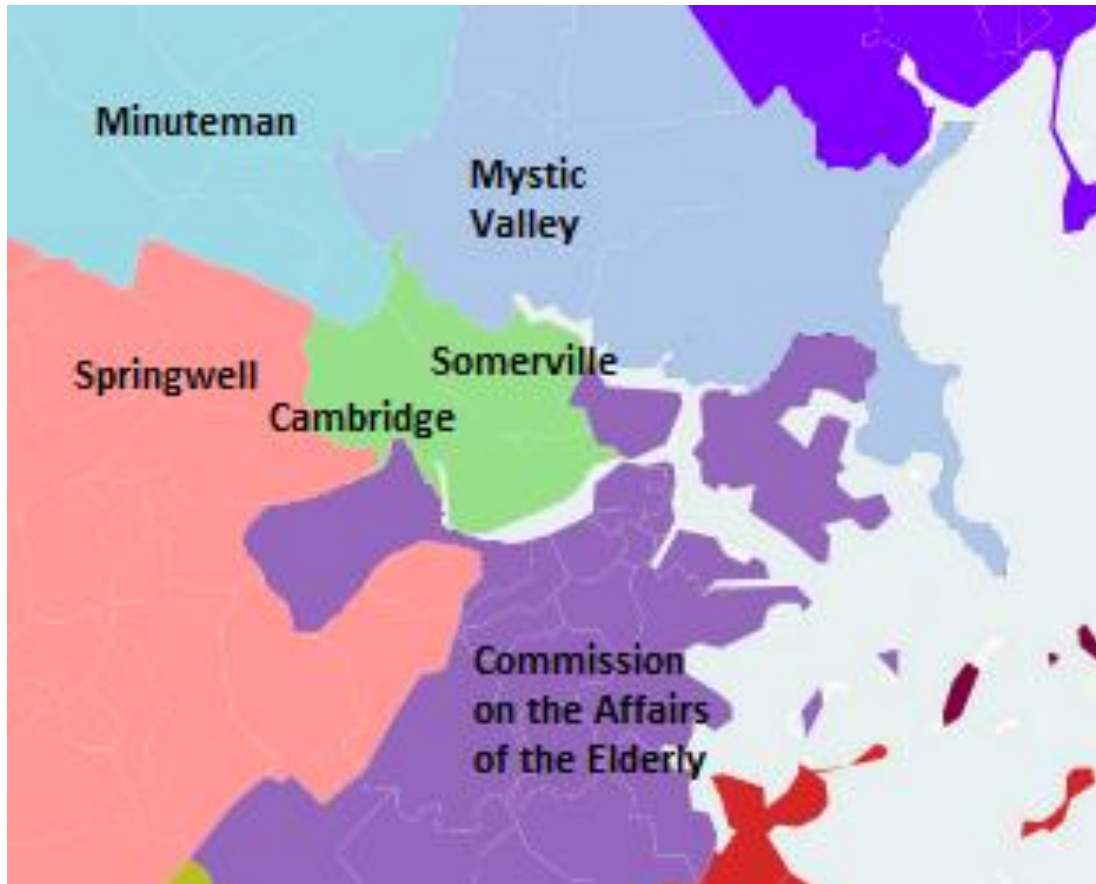 Minuteman
Mystic
Valley
Springwell
Somerville
Cambridge
Commission
on the Affairs
of the Elderly